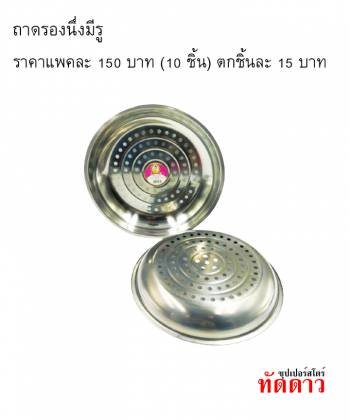 ถาดรองนึ่งมีรู
ราคาแพคละ 150 บาท (10 ชิ้น) ตกชิ้นละ 15 บาท
ซุปเปอร์สโตร์
ทัดดาว